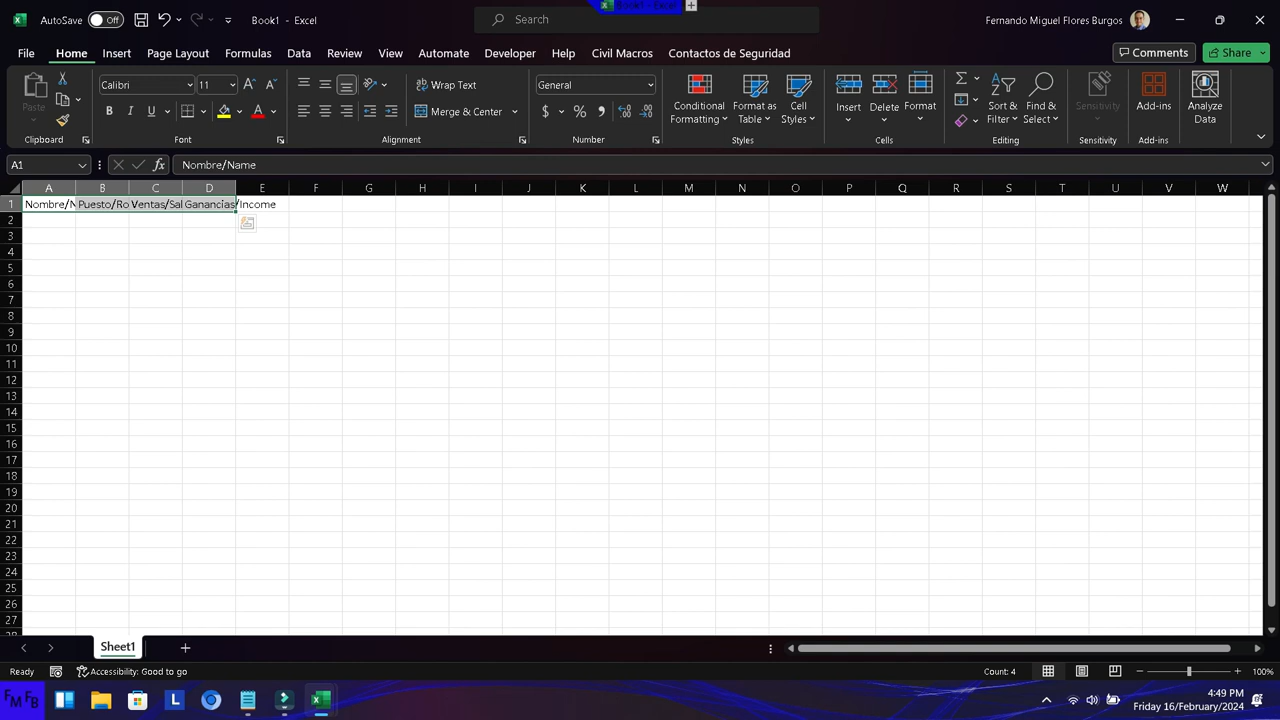 AutoSave Off Book1 - Excel
Book1 - Excel
Search
Fernando Miguel Flores Burgos
File Home Insert Page Layout Formulas Data Review View Automate Developer Help Civil Macros Contactos de Seguridad
Comments Share
Paste
Clipboard
Calibri 11
B I U
Font
Wrap Text
Merge & Center
Alignment
General
$ % ,
Number
Conditional Formatting
Format as Table
Cell Styles
Styles
Insert Delete Format
Cells
Sort & Filter
Find & Select
Editing
Sensitivity
Sensitivity
Add-ins
Add-ins
Analyze Data
A1 fx Nombre/Name
A B C D E F G H I J K L M N O P Q R S T U V W
1 Nombre/N Puesto/Ro Ventas/Sal Ganancias/Income
2
3
4
5
6
7
8
9
10
11
12
13
14
15
16
17
18
19
20
21
22
23
24
25
26
27
28
Sheet1
Ready Accessibility: Good to go Count: 4 100%
FM FB
L
4:49 PM
Friday 16/February/2024